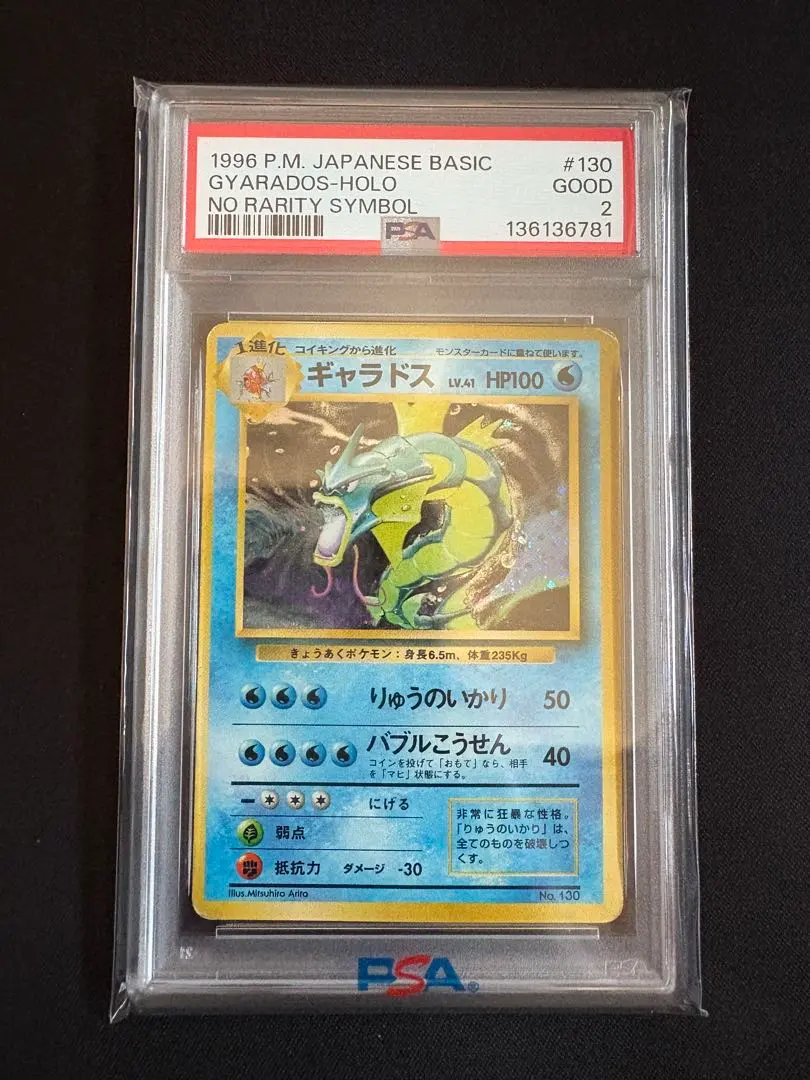 1996 P.M. JAPANESE BASIC #130
GYARADOS-HOLO GOOD
NO RARITY SYMBOL 2
PSA 136136781
1進化 コイキングから進化 モンスターカードに重ねて使います。
ギャラドス LV.41 HP100
きょうあくポケモン：身長6.5m、体重235Kg
りゅうのいかり 50
バブルこうせん 40
コインを投げて「おもて」なら、相手
を「マヒ」状態にする。
にげる
弱点
抵抗力 ダメージ -30
非常に狂暴な性格。
「りゅうのいかり」は、
全てのものを破壊しつ
くす。
Illus.Mitsuhiro Arita No. 130
PSA®